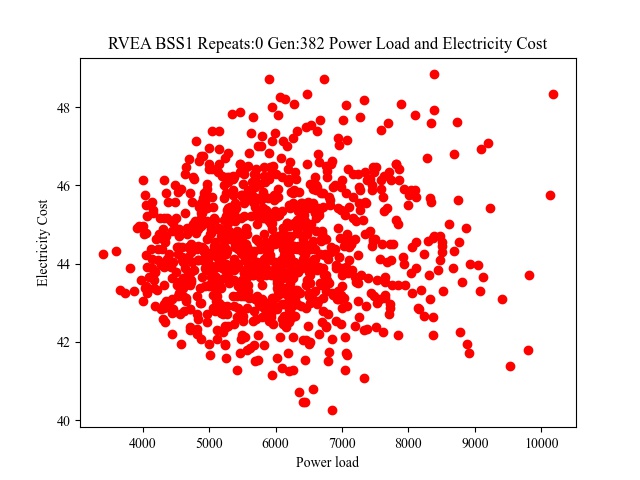 RVEA BSS1 Repeats:0 Gen:382 Power Load and Electricity Cost
48
46
44
42
40
Electricity Cost
4000 5000 6000 7000 8000 9000 10000
Power load